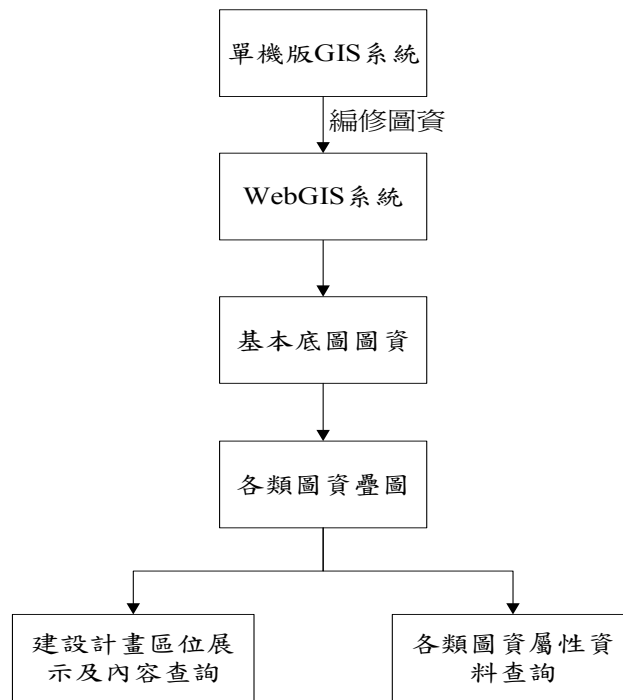 單機版GIS系統
編修圖資
WebGIS系統
基本底圖圖資
各類圖資疊圖
建設計畫區位展
示及內容查詢
各類圖資屬性資
料查詢